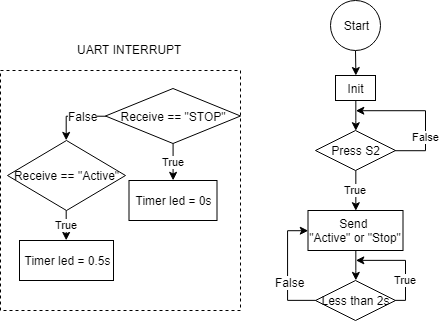 UART INTERRUPT
Receive == "STOP"
False
True
Receive == "Active"
Timer led = 0s
True
Timer led = 0.5s
Start
Init
Press S2
False
True
Send
"Active" or "Stop"
False
True
Less than 2s